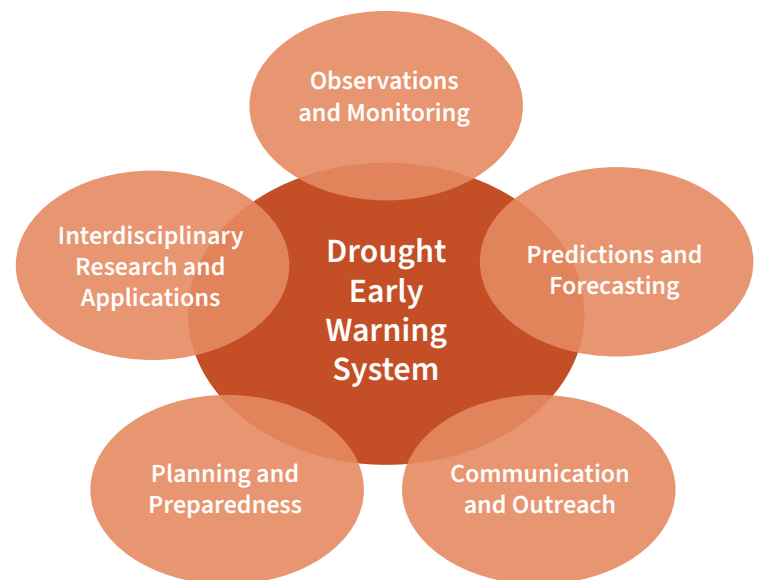 Observations
and Monitoring
Interdisciplinary
Research and
Applications
Drought
Early
Warning
System
Predictions and
Forecasting
Planning and
Preparedness
Communication
and Outreach